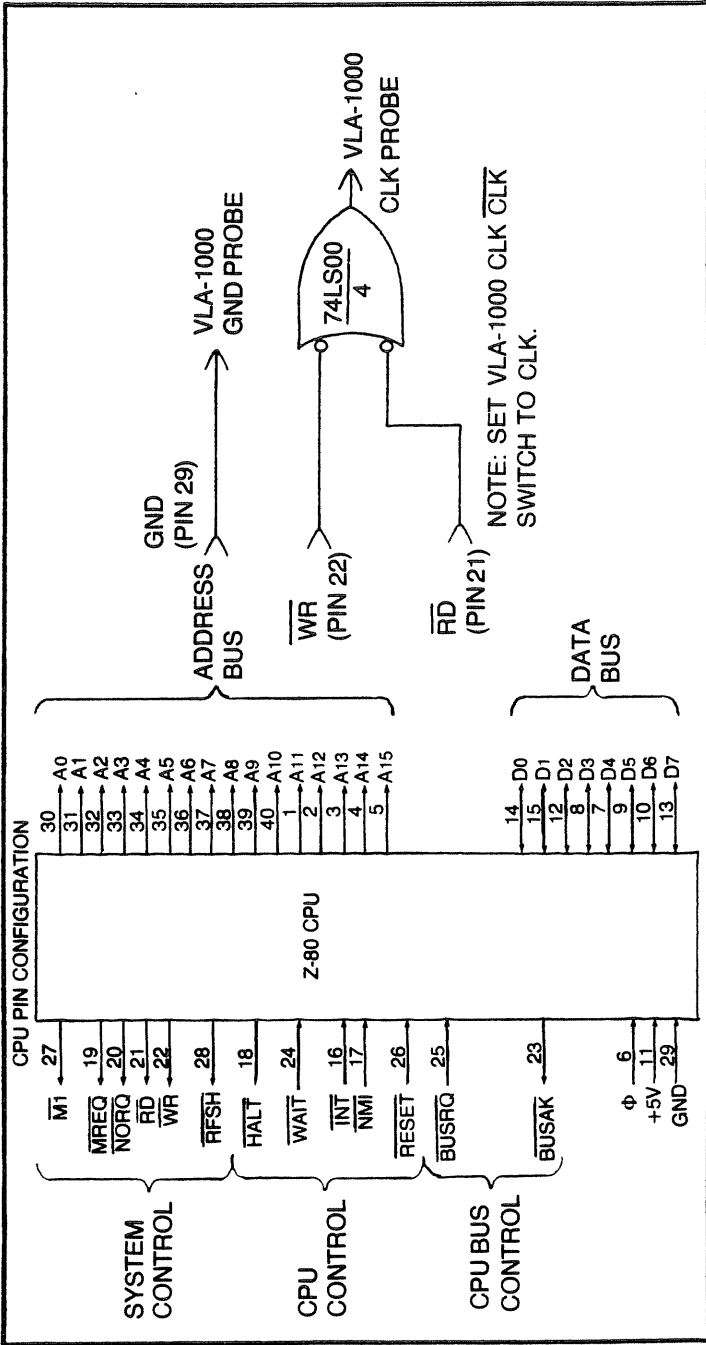 CPU PIN CONFIGURATION
SYSTEM
CONTROL
CPU
CONTROL
CPU BUS
CONTROL
M1 27
MREQ 19
NORQ 20
RD 21
WR 22
RFSH 28
HALT 18
WAIT 24
INT 16
NMI 17
RESET 26
BUSRQ 25
BUSAK 23
Φ 6
+5V 11
GND 29
Z-80 CPU
30 A0
31 A1
32 A2
33 A3
34 A4
35 A5
36 A6
37 A7
38 A8
39 A9
40 A10
1 A11
2 A12
3 A13
4 A14
5 A15
ADDRESS
BUS
14 D0
15 D1
12 D2
8 D3
7 D4
9 D5
10 D6
13 D7
DATA
BUS
GND
(PIN 29)
VLA-1000
GND PROBE
WR
(PIN 22)
RD
(PIN21)
74LS00
4
VLA-1000
CLK PROBE
NOTE: SET VLA-1000 CLK CLK
SWITCH TO CLK.